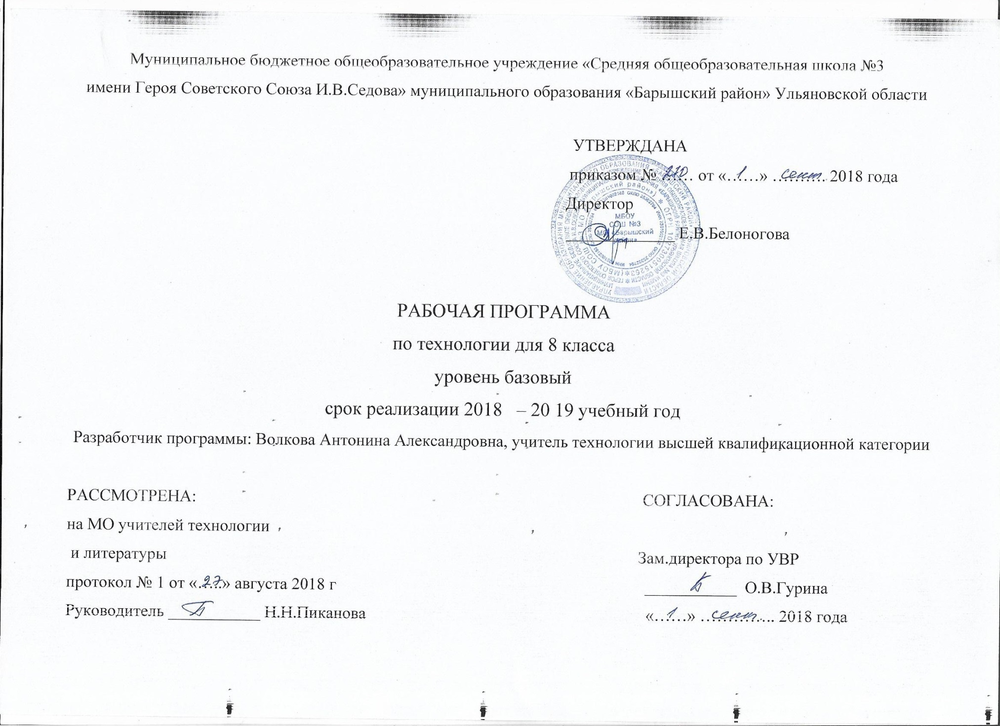 Муниципальное бюджетное общеобразовательное учреждение «Средняя общеобразовательная школа №3
имени Героя Советского Союза И.В.Седова» муниципального образования «Барышский район» Ульяновской области
УТВЕРЖДАНА
приказом № 270 от «1» сент. 2018 года
Директор
Е.В.Белоногова
МБОУ
СОШ №3
МО «Барышский
район»
РАБОЧАЯ ПРОГРАММА
по технологии для 8 класса
уровень базовый
срок реализации 2018 – 20 19 учебный год
Разработчик программы: Волкова Антонина Александровна, учитель технологии высшей квалификационной категории
РАССМОТРЕНА:
на МО учителей технологии
и литературы
протокол № 1 от «27» августа 2018 г
Руководитель ___________ Н.Н.Пиканова
СОГЛАСОВАНА:
Зам.директора по УВР
___________ О.В.Гурина
«1» сент. 2018 года